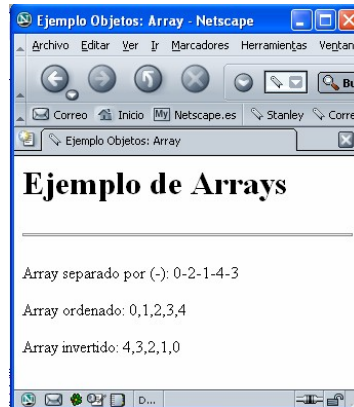 Ejemplo Objetos: Array - Netscape
Archivo Editar Ver Ir Marcadores Herramientas Ventan
Bu
Correo Inicio My Netscape.es Stanley Corre
Ejemplo Objetos: Array
Ejemplo de Arrays
Array separado por (-): 0-2-1-4-3
Array ordenado: 0,1,2,3,4
Array invertido: 4,3,2,1,0
D...